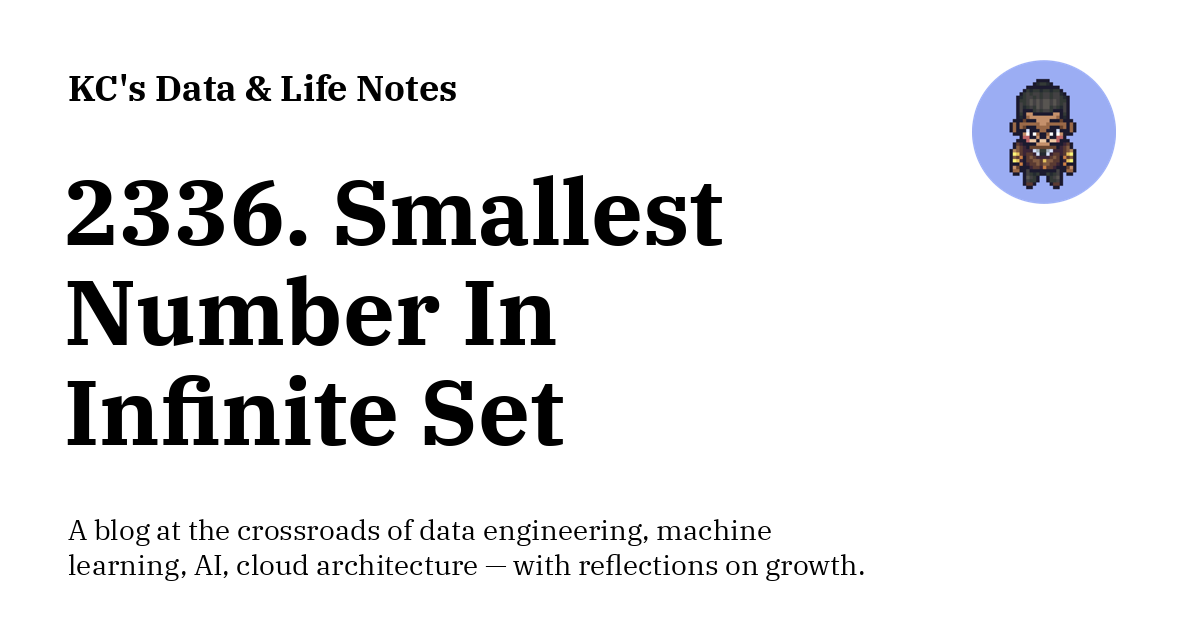 KC's Data & Life Notes
2336. Smallest
Number In
Infinite Set
A blog at the crossroads of data engineering, machine
learning, AI, cloud architecture — with reflections on growth.